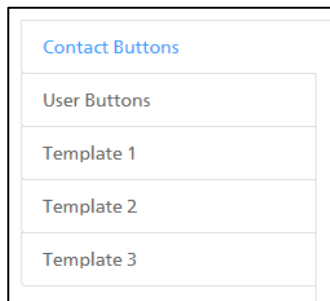 Contact Buttons
User Buttons
Template 1
Template 2
Template 3